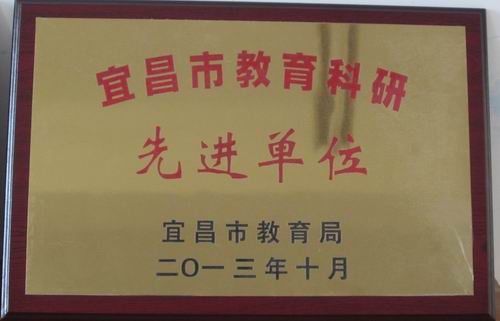 宜昌市教育科研
先进单位
宜昌市教育局
二〇一三年十月